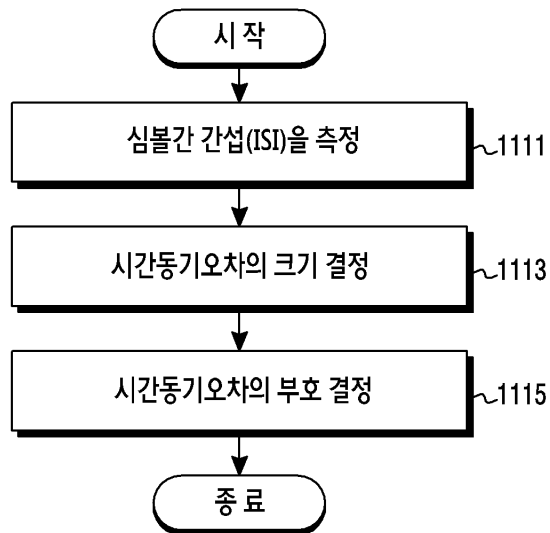 시 작
심볼간 간섭(ISI)을 측정
1111
시간동기오차의 크기 결정
1113
시간동기오차의 부호 결정
1115
종 료